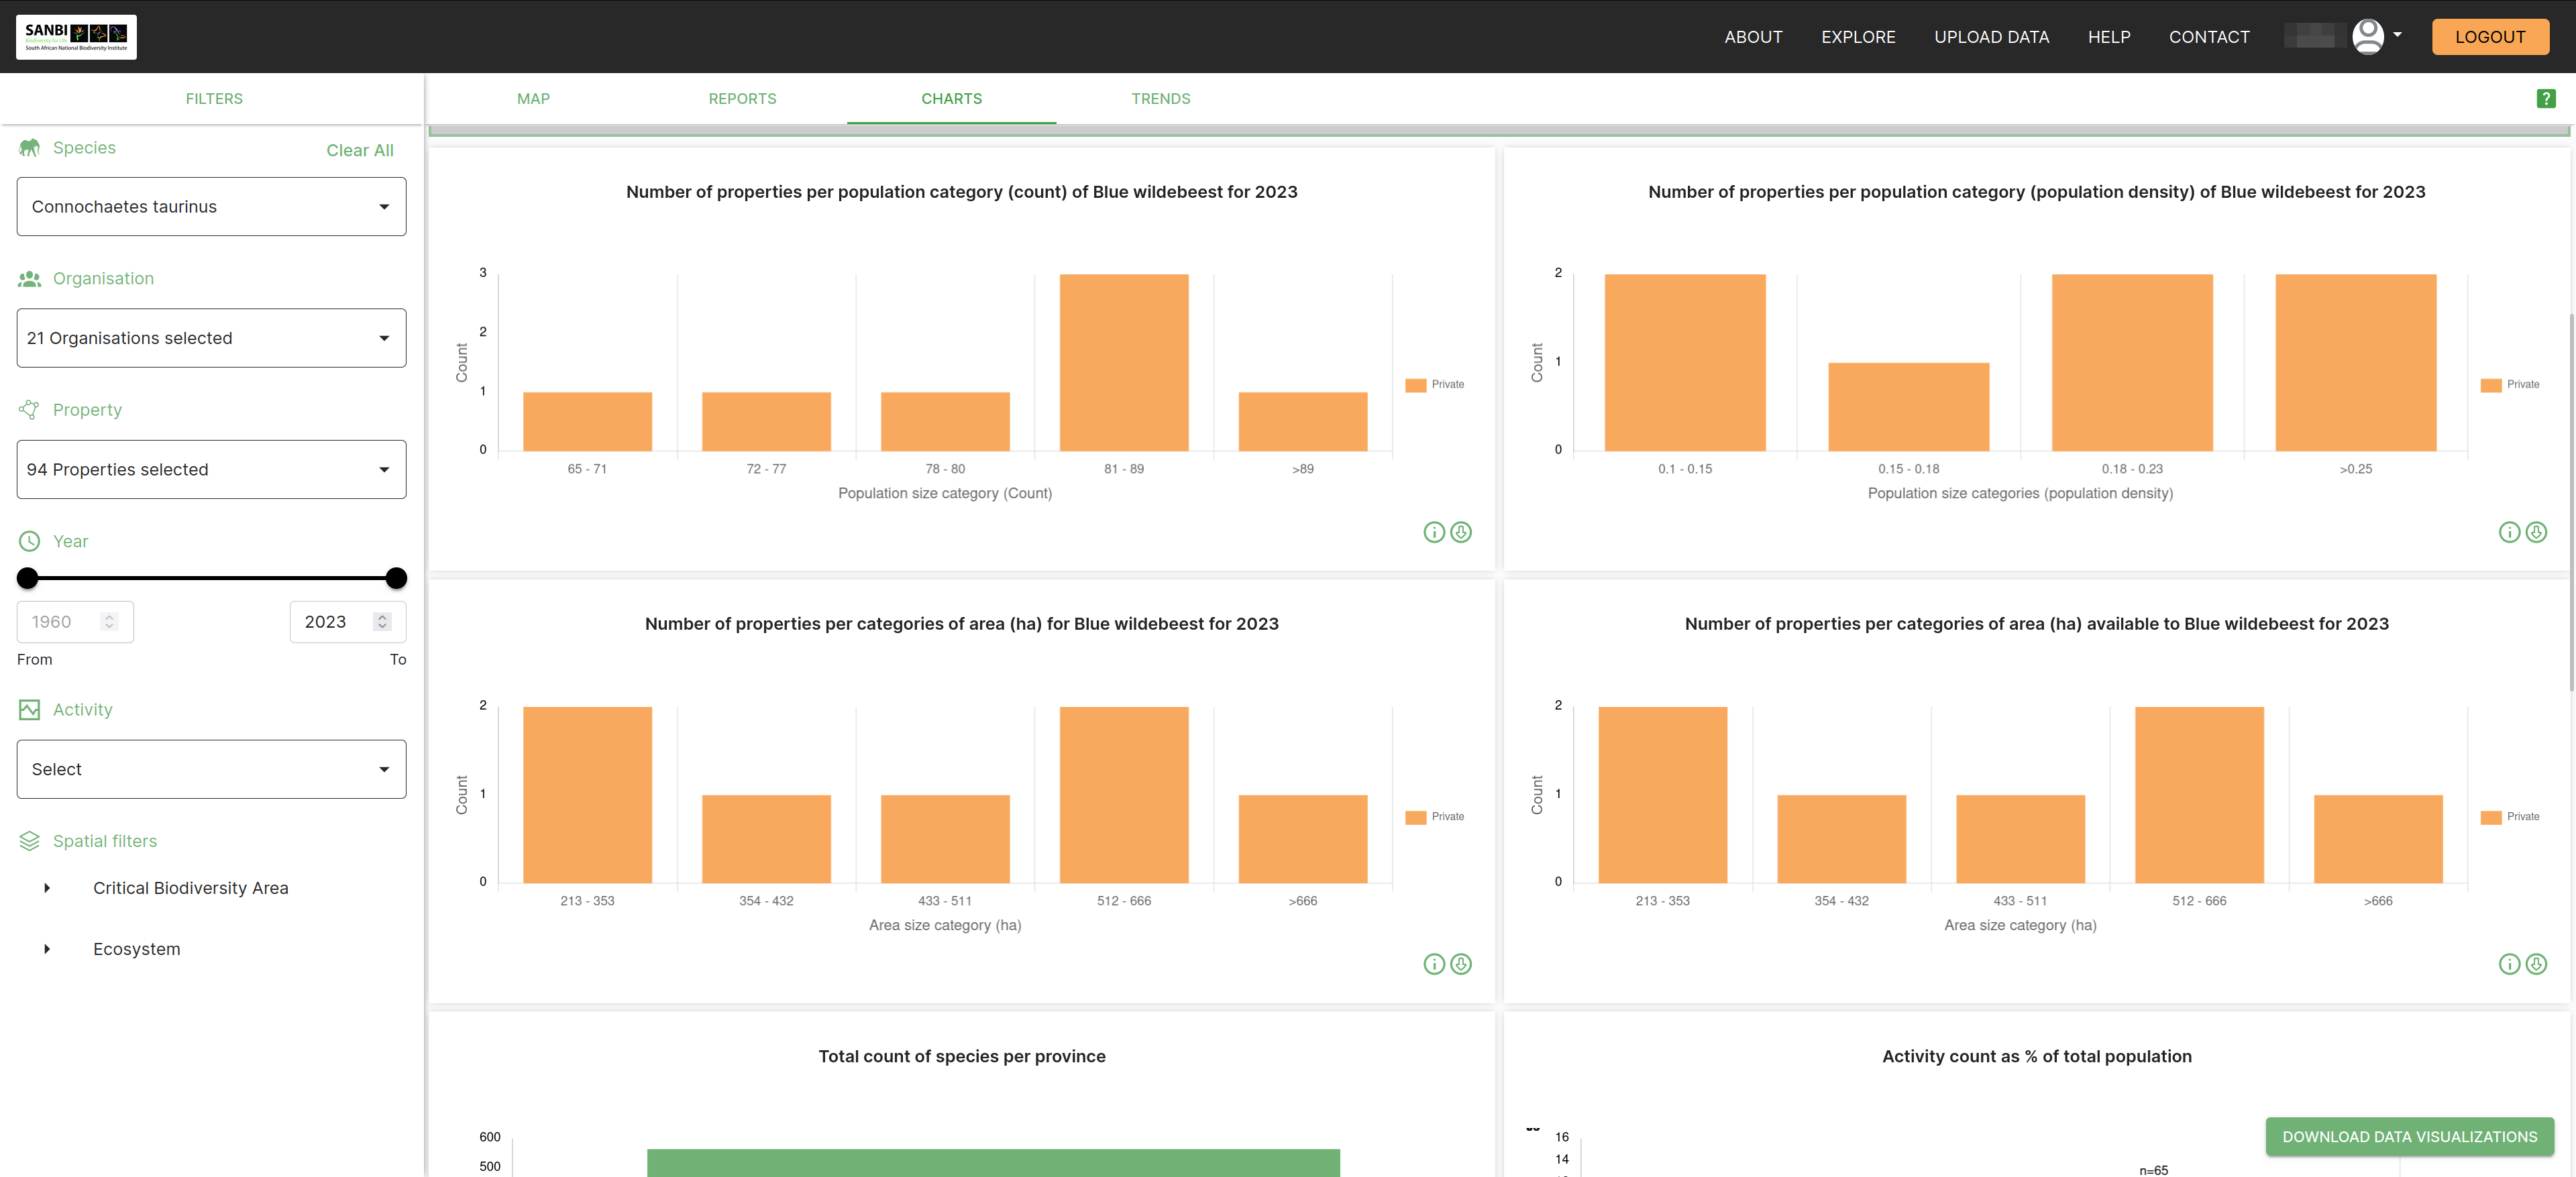 SANBI
Biodiversity for Life
South African National Biodiversity Institute
ABOUT
EXPLORE
UPLOAD DATA
HELP
CONTACT
LOGOUT
FILTERS
MAP
REPORTS
CHARTS
TRENDS
?
Species
Clear All
Connochaetes taurinus
Organisation
21 Organisations selected
Property
94 Properties selected
Year
1960
2023
From
To
Activity
Select
Spatial filters
Critical Biodiversity Area
Ecosystem
Number of properties per population category (count) of Blue wildebeest for 2023
3
2
1
0
Count
65 - 71
72 - 77
78 - 80
81 - 89
>89
Population size category (Count)
Private
Number of properties per population category (population density) of Blue wildebeest for 2023
2
1
0
Count
0.1 - 0.15
0.15 - 0.18
0.18 - 0.23
>0.25
Population size categories (population density)
Private
Number of properties per categories of area (ha) for Blue wildebeest for 2023
2
1
0
Count
213 - 353
354 - 432
433 - 511
512 - 666
>666
Area size category (ha)
Private
Number of properties per categories of area (ha) available to Blue wildebeest for 2023
2
1
0
Count
213 - 353
354 - 432
433 - 511
512 - 666
>666
Area size category (ha)
Private
Total count of species per province
600
500
Activity count as % of total population
16
14
n=65
DOWNLOAD DATA VISUALIZATIONS